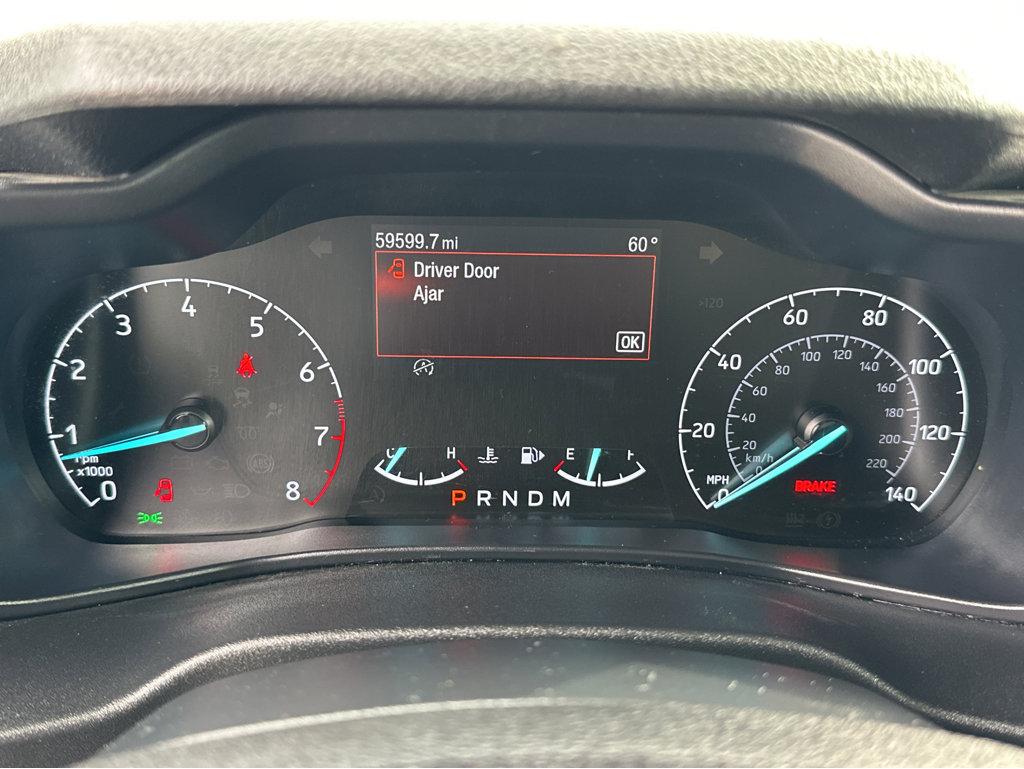 59599.7 mi 60°
Driver Door
Ajar
OK
0 1 2 3 4 5 6 7 8
rpm
x1000
C H E F
P R N D M
>120
0 20 40 60 80 100 120 140
MPH
0 20 40 60 80 100 120 140 160 180 200 220
km/h
BRAKE
ABS